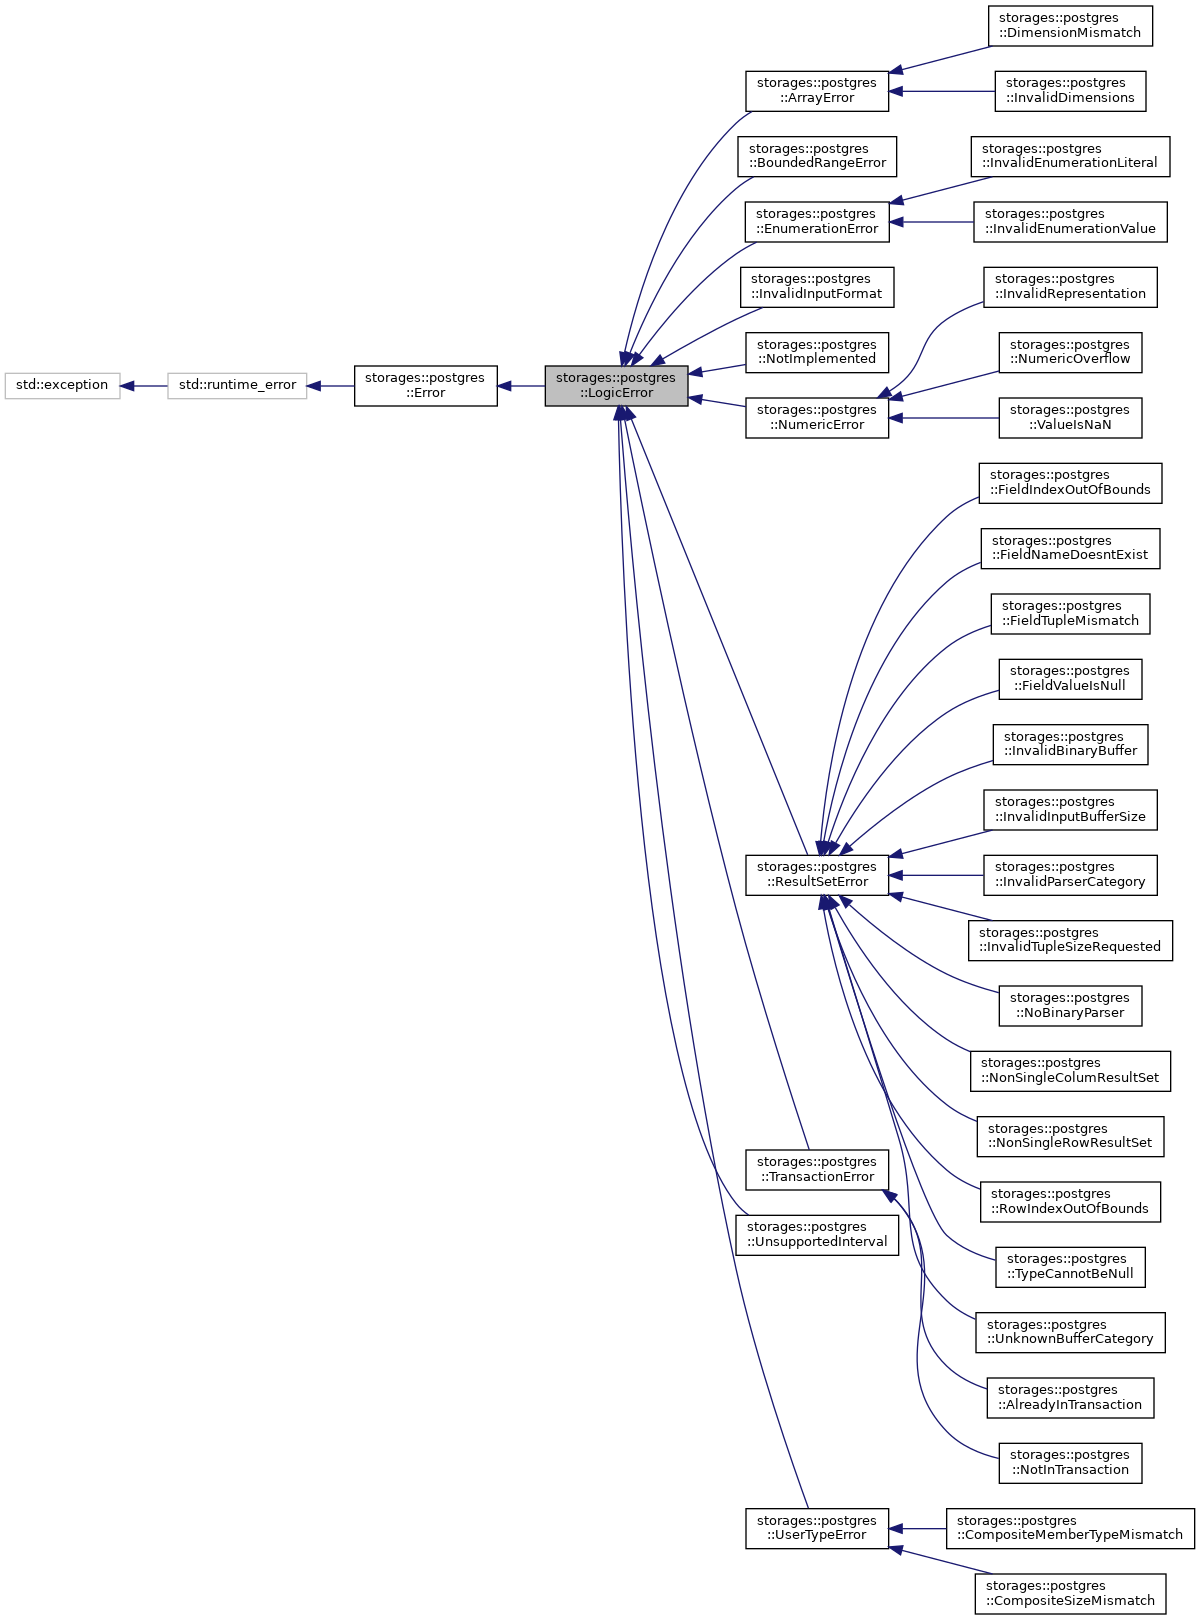 storages::postgres
::DimensionMismatch
storages::postgres
::ArrayError
storages::postgres
::InvalidDimensions
storages::postgres
::BoundedRangeError
storages::postgres
::InvalidEnumerationLiteral
storages::postgres
::EnumerationError
storages::postgres
::InvalidEnumerationValue
storages::postgres
::InvalidInputFormat
storages::postgres
::InvalidRepresentation
storages::postgres
::NotImplemented
storages::postgres
::NumericOverflow
std::exception
std::runtime_error
storages::postgres
::Error
storages::postgres
::LogicError
storages::postgres
::NumericError
storages::postgres
::ValueIsNaN
storages::postgres
::FieldIndexOutOfBounds
storages::postgres
::FieldNameDoesntExist
storages::postgres
::FieldTupleMismatch
storages::postgres
::FieldValueIsNull
storages::postgres
::InvalidBinaryBuffer
storages::postgres
::InvalidInputBufferSize
storages::postgres
::ResultSetError
storages::postgres
::InvalidParserCategory
storages::postgres
::InvalidTupleSizeRequested
storages::postgres
::NoBinaryParser
storages::postgres
::NonSingleColumResultSet
storages::postgres
::NonSingleRowResultSet
storages::postgres
::TransactionError
storages::postgres
::RowIndexOutOfBounds
storages::postgres
::UnsupportedInterval
storages::postgres
::TypeCannotBeNull
storages::postgres
::UnknownBufferCategory
storages::postgres
::AlreadyInTransaction
storages::postgres
::NotInTransaction
storages::postgres
::UserTypeError
storages::postgres
::CompositeMemberTypeMismatch
storages::postgres
::CompositeSizeMismatch